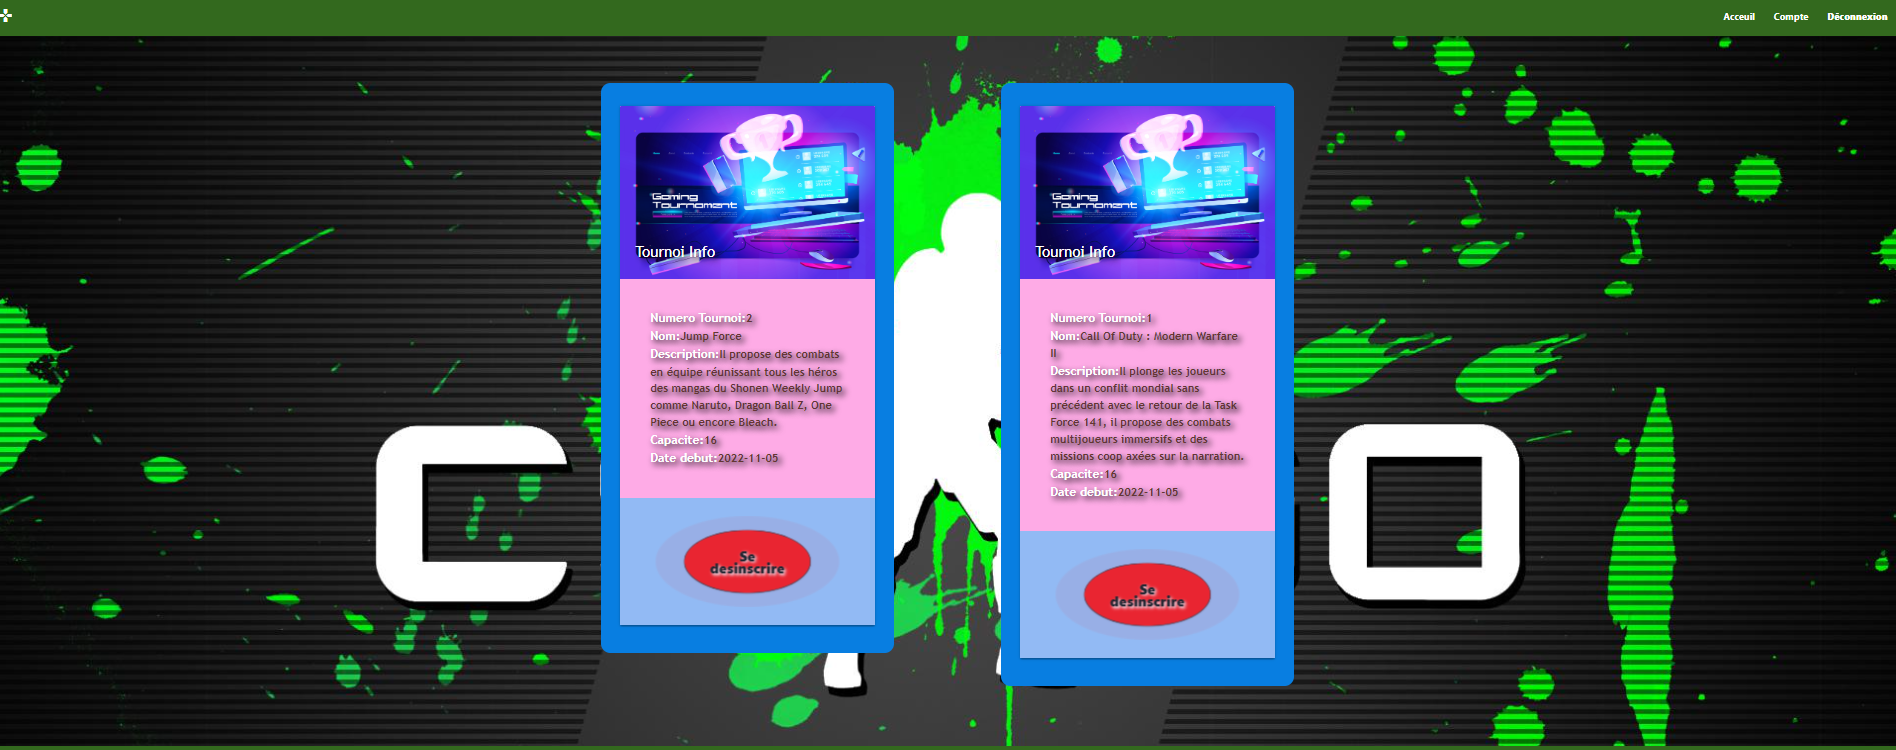 Acceuil Compte Déconnexion
Gaming
Tournament
Tournoi Info
Numero Tournoi:2
Nom:Jump Force
Description:Il propose des combats
en équipe réunissant tous les héros
des mangas du Shonen Weekly Jump
comme Naruto, Dragon Ball Z, One
Piece ou encore Bleach.
Capacite:16
Date debut:2022-11-05
Se
desinscrire
Gaming
Tournament
Tournoi Info
Numero Tournoi:1
Nom:Call Of Duty : Modern Warfare
II
Description:Il plonge les joueurs
dans un conflit mondial sans
précédent avec le retour de la Task
Force 141, il propose des combats
multijoueurs immersifs et des
missions coop axées sur la narration.
Capacite:16
Date debut:2022-11-05
Se
desinscrire